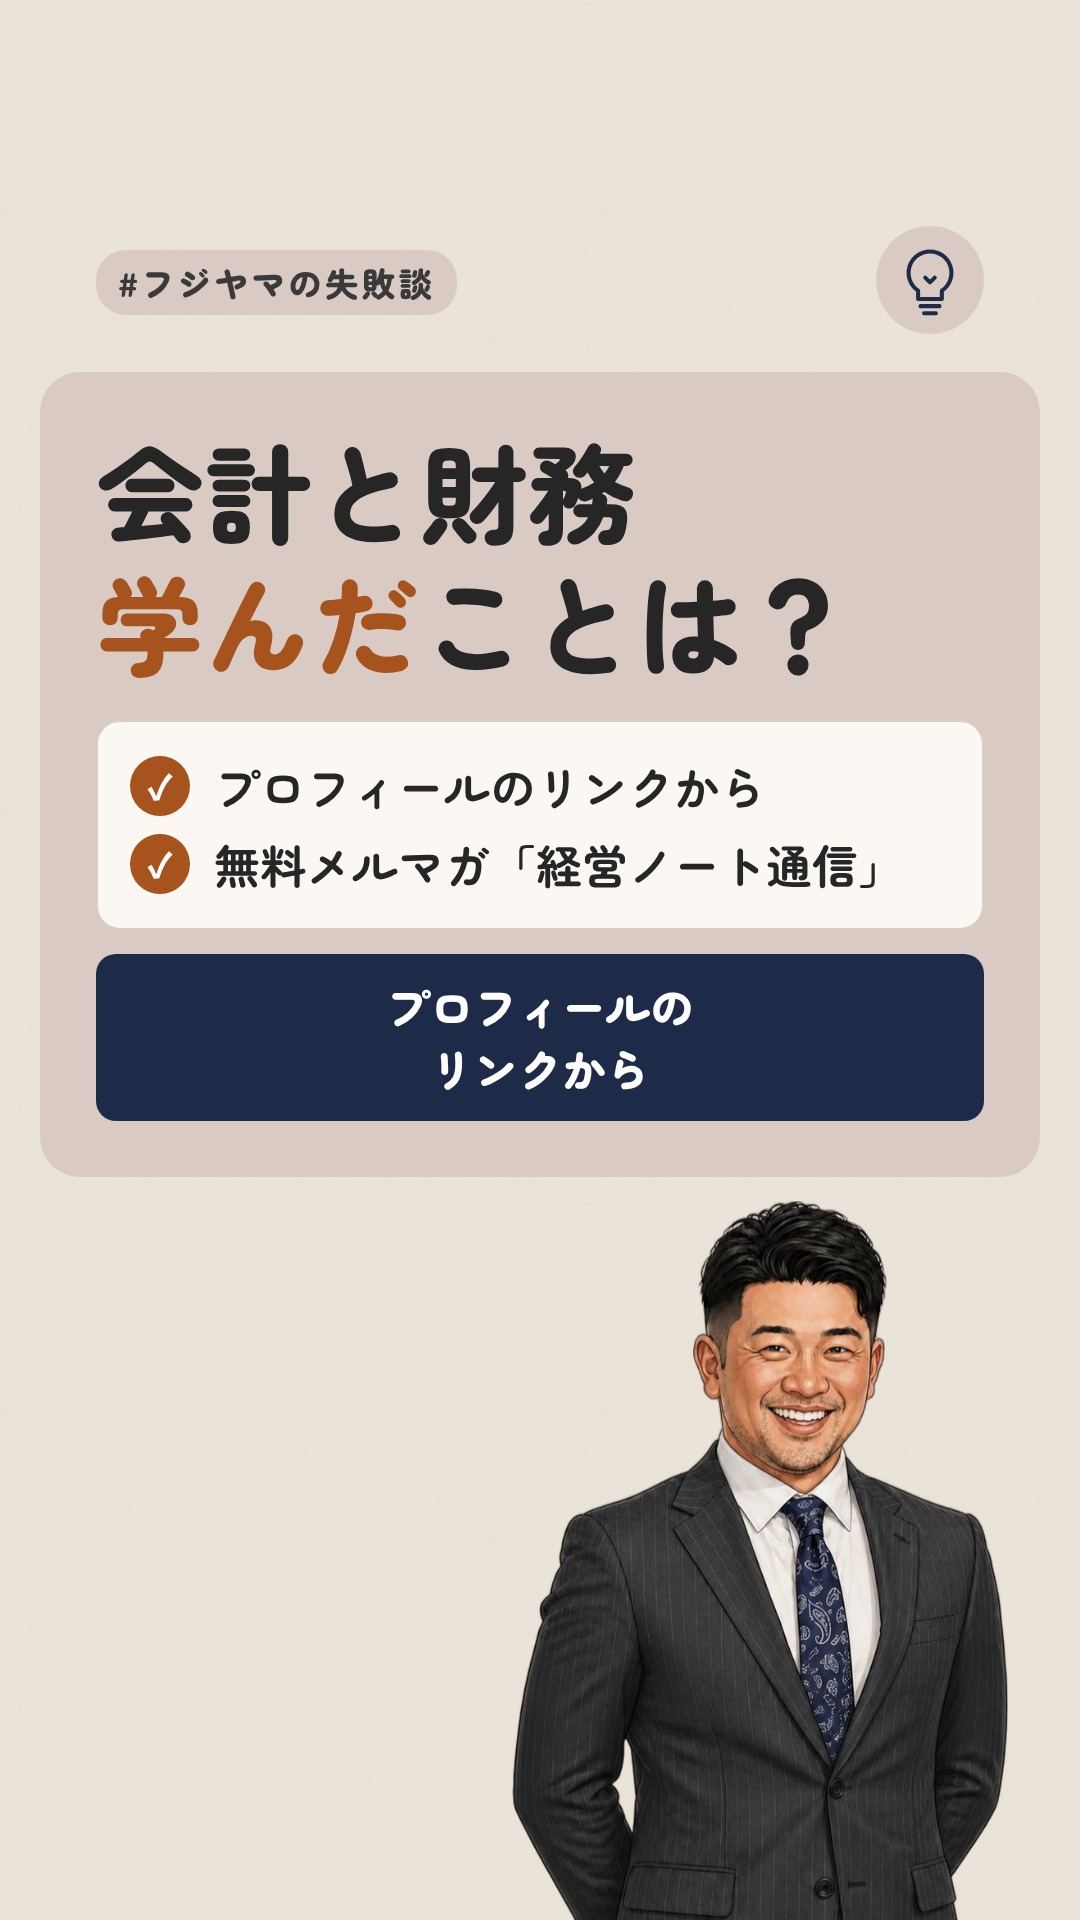 #フジヤマの失敗談
会計と財務
学んだことは？
プロフィールのリンクから
無料メルマガ「経営ノート通信」
プロフィールの
リンクから